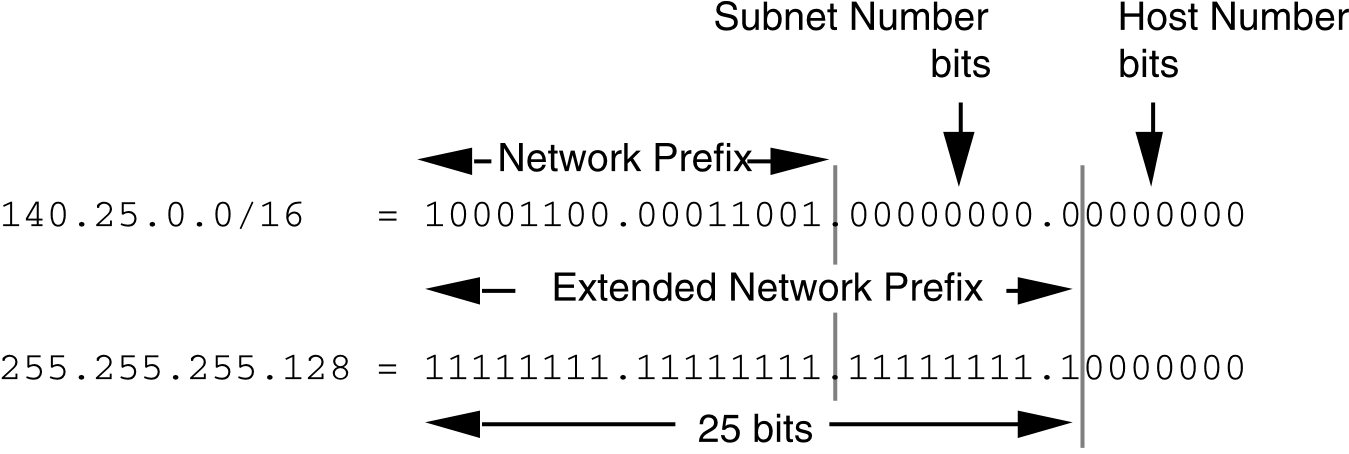 Subnet Number bits
Host Number bits
Network Prefix
140.25.0.0/16 = 10001100.00011001.00000000.00000000
Extended Network Prefix
255.255.255.128 = 11111111.11111111.11111111.10000000
25 bits